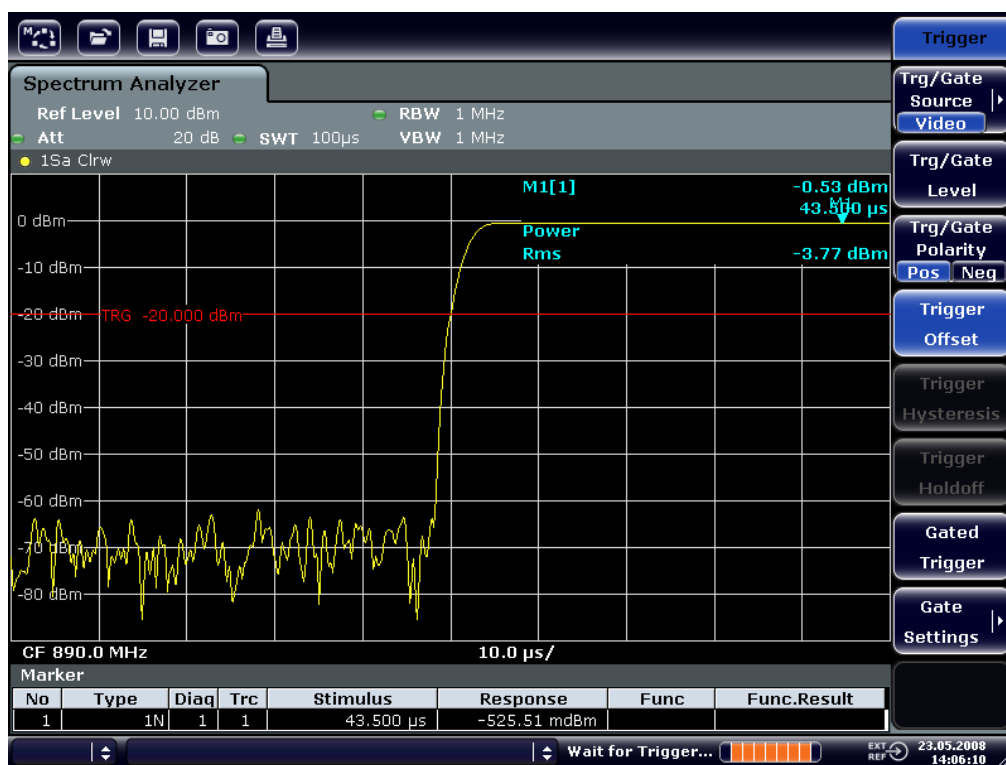 Trigger
Spectrum Analyzer
Ref Level 10.00 dBm RBW 1 MHz
Att 20 dB SWT 100µs VBW 1 MHz
1Sa Clrw
M1[1] -0.53 dBm
43.500 µs
M1
Power
Rms -3.77 dBm
0 dBm
-10 dBm
-20 dBm TRG -20.000 dBm
-30 dBm
-40 dBm
-50 dBm
-60 dBm
-70 dBm
-80 dBm
CF 890.0 MHz 10.0 µs/
Marker
No Type Diaq Trc Stimulus Response Func Func.Result
1 1N 1 1 43.500 µs -525.51 mdBm
Wait for Trigger...
EXT REF
23.05.2008
14:06:10
Trg/Gate
Source
Video
Trg/Gate
Level
Trg/Gate
Polarity
Pos Neg
Trigger
Offset
Trigger
Hysteresis
Trigger
Holdoff
Gated
Trigger
Gate
Settings